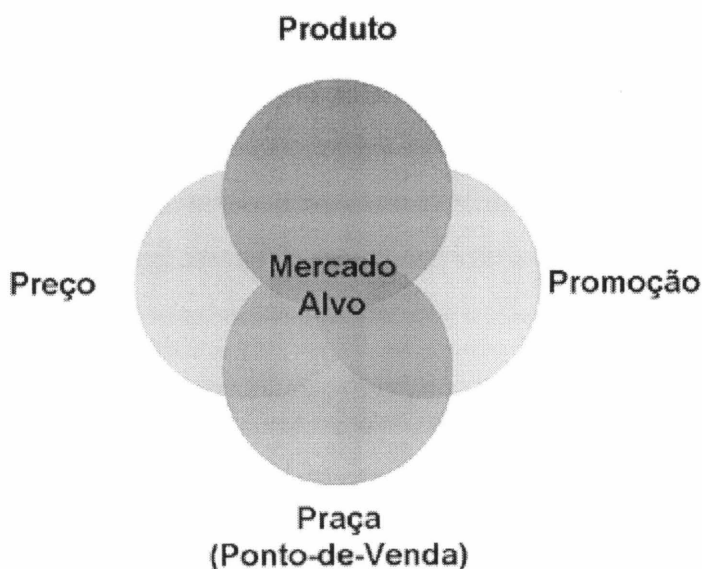 Produto
Preço
Mercado
Alvo
Promoção
Praça
(Ponto-de-Venda)